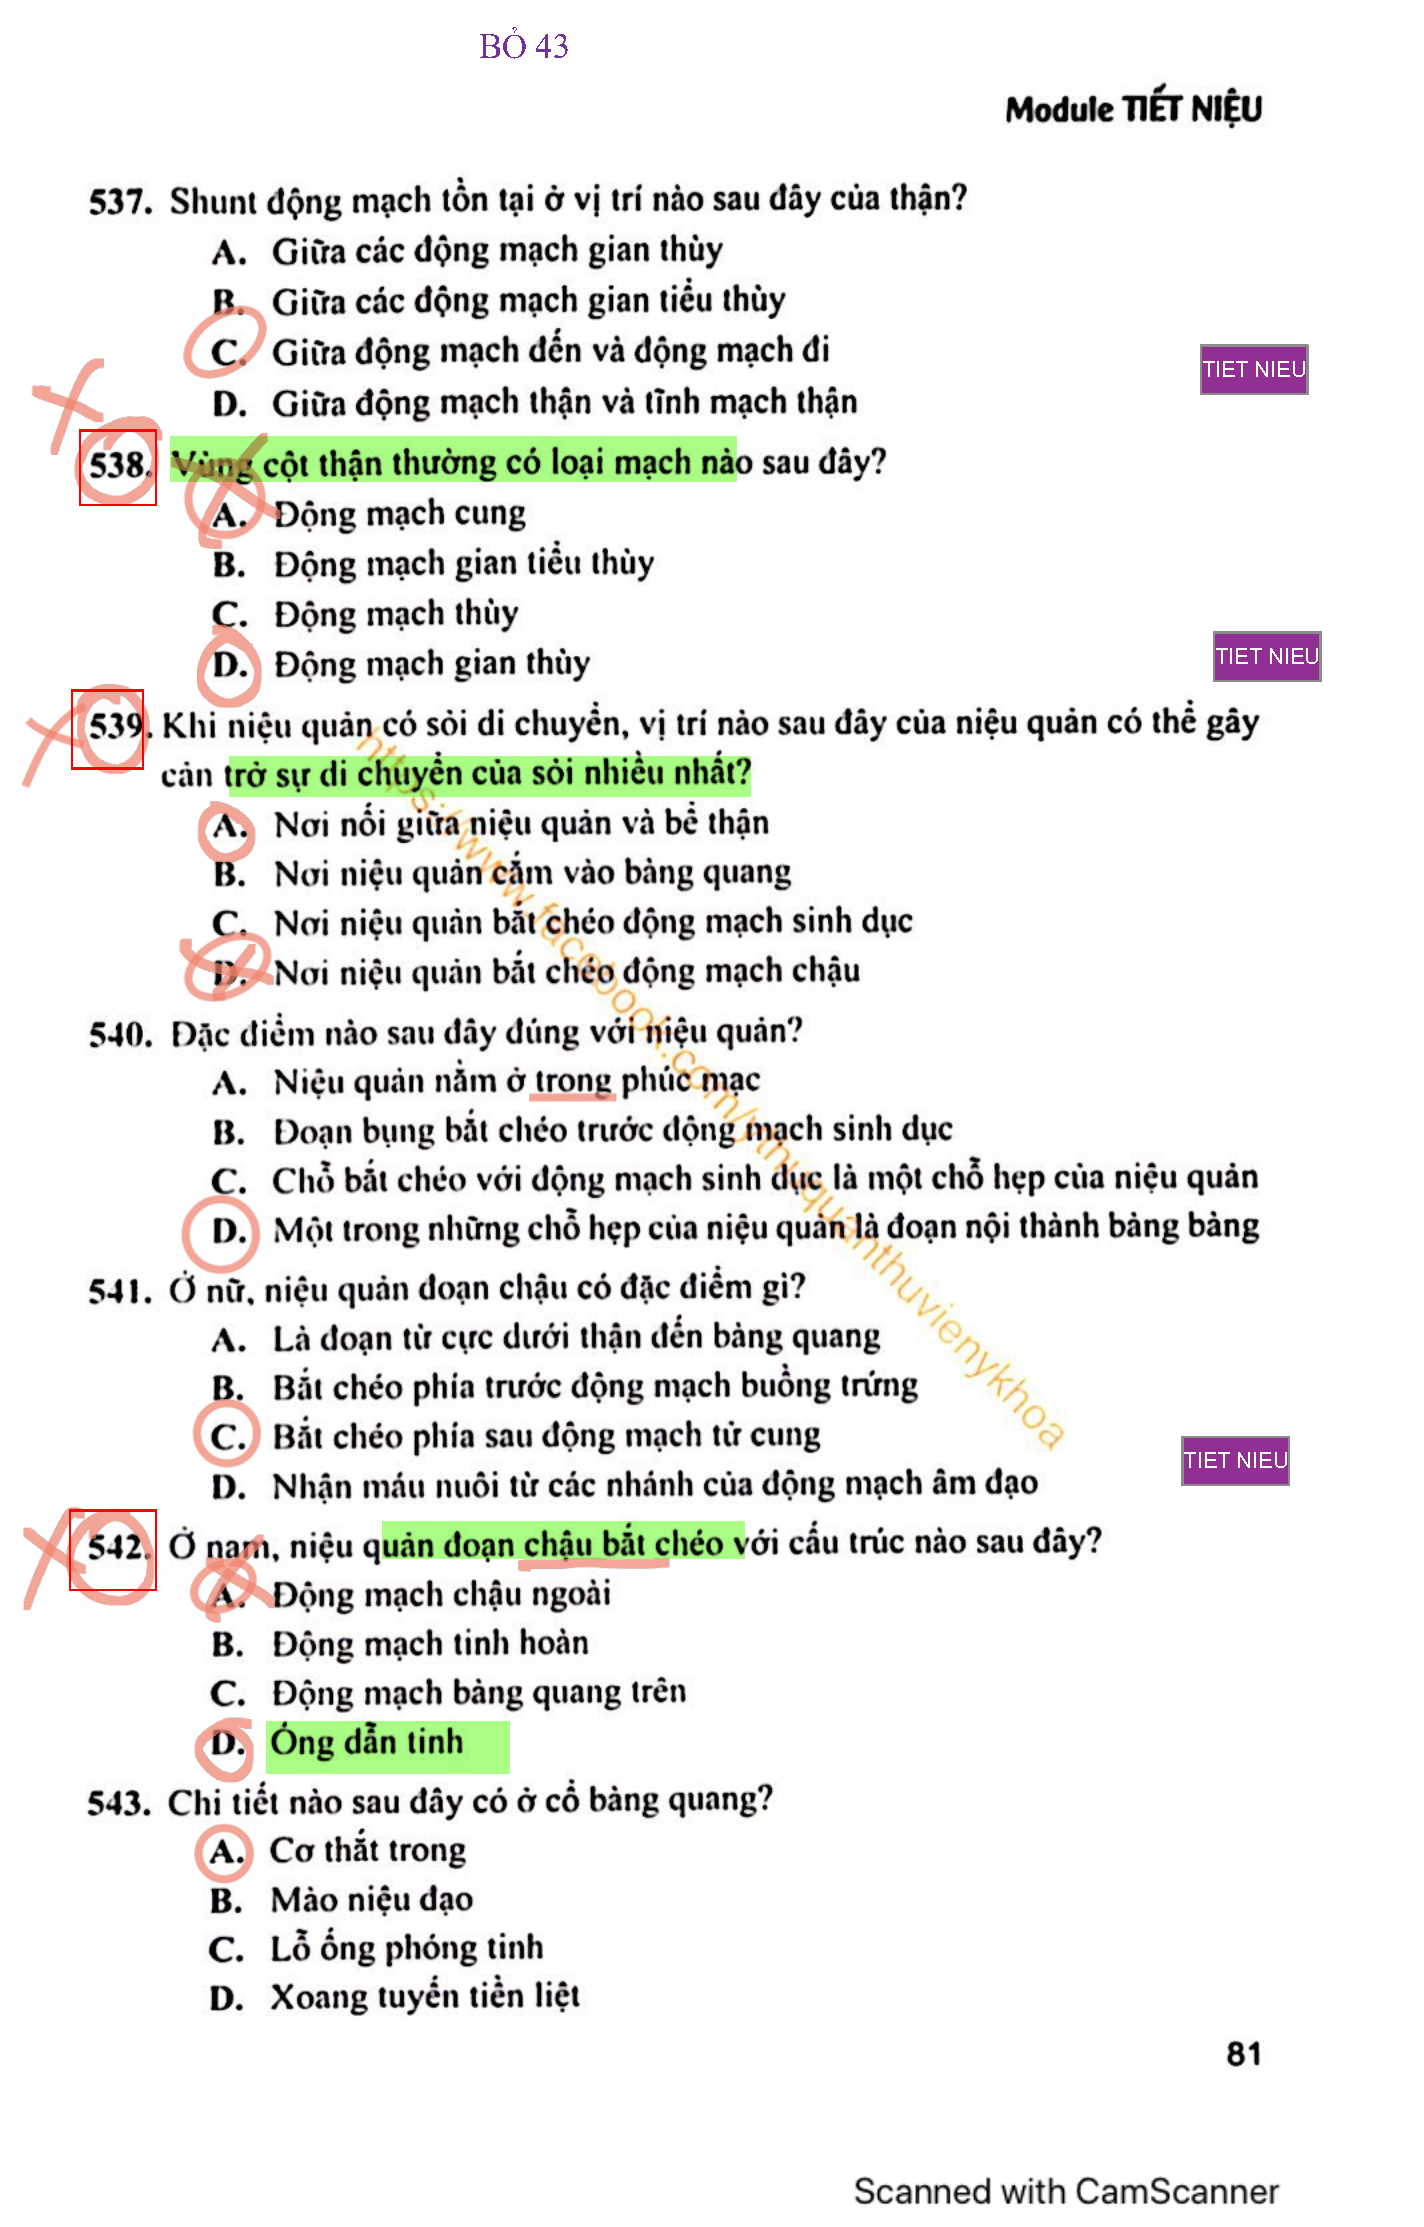 BỎ 43
Module TIẾT NIỆU
537. Shunt động mạch tồn tại ở vị trí nào sau đây của thận?
A. Giữa các động mạch gian thùy
B. Giữa các động mạch gian tiểu thùy
C. Giữa động mạch đến và động mạch đi
TIET NIEU
D. Giữa động mạch thận và tĩnh mạch thận
538. Vùng cột thận thường có loại mạch nào sau đây?
A. Động mạch cung
B. Động mạch gian tiểu thùy
C. Động mạch thùy
D. Động mạch gian thùy
TIET NIEU
539. Khi niệu quản có sỏi di chuyển, vị trí nào sau đây của niệu quản có thể gây
cản trở sự di chuyển của sỏi nhiều nhất?
A. Nơi nối giữa niệu quản và bể thận
B. Nơi niệu quản cắm vào bàng quang
C. Nơi niệu quản bắt chéo động mạch sinh dục
D. Nơi niệu quản bắt chéo động mạch chậu
540. Đặc điểm nào sau đây đúng với niệu quản?
A. Niệu quản nằm ở trong phúc mạc
B. Đoạn bụng bắt chéo trước động mạch sinh dục
C. Chỗ bắt chéo với động mạch sinh dục là một chỗ hẹp của niệu quản
D. Một trong những chỗ hẹp của niệu quản là đoạn nội thành bàng bàng
541. Ở nữ, niệu quản đoạn chậu có đặc điểm gì?
A. Là đoạn từ cực dưới thận đến bàng quang
B. Bắt chéo phía trước động mạch buồng trứng
C. Bắt chéo phía sau động mạch tử cung
TIET NIEU
D. Nhận máu nuôi từ các nhánh của động mạch âm đạo
542. Ở nam, niệu quản đoạn chậu bắt chéo với cấu trúc nào sau đây?
A. Động mạch chậu ngoài
B. Động mạch tinh hoàn
C. Động mạch bàng quang trên
D. Ống dẫn tinh
543. Chi tiết nào sau đây có ở cổ bàng quang?
A. Cơ thắt trong
B. Mào niệu đạo
C. Lỗ ống phóng tinh
D. Xoang tuyến tiền liệt
https://www.facebook.com/ythuquanthuvienykhoa
81
Scanned with CamScanner